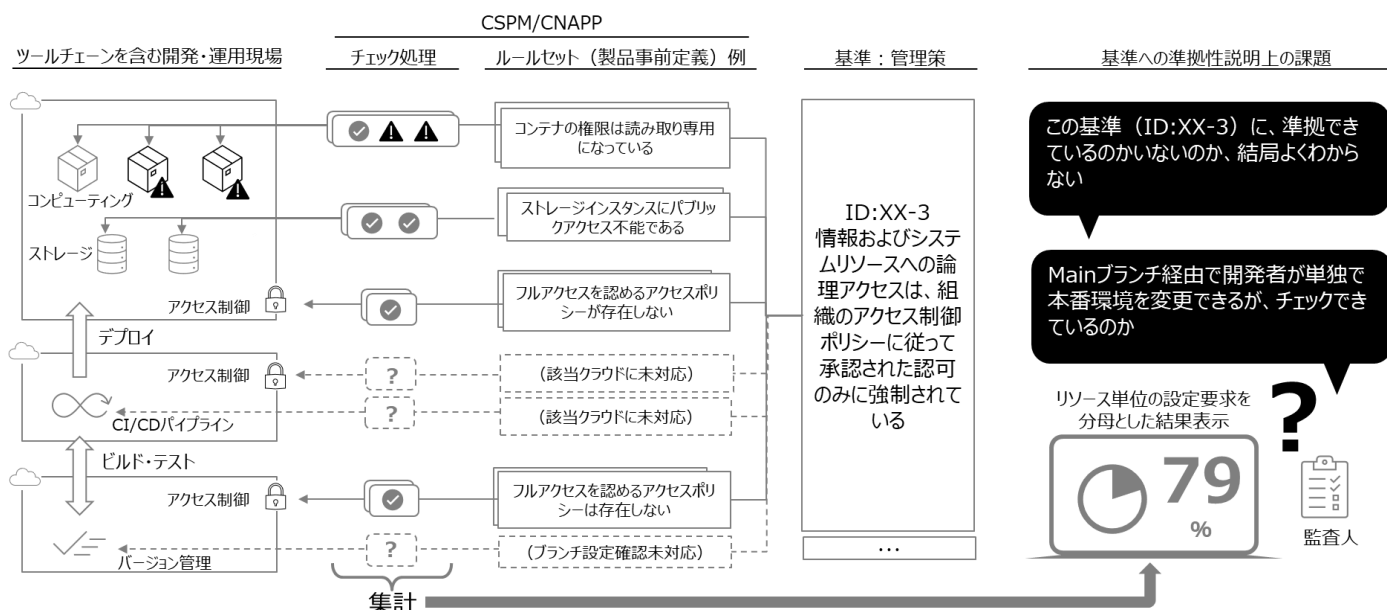 CSPM/CNAPP
ツールチェーンを含む開発・運用現場
チェック処理
ルールセット（製品事前定義）例
基準：管理策
基準への準拠性説明上の課題
コンピューティング
ストレージ
アクセス制御
デプロイ
アクセス制御
CI/CDパイプライン
ビルド・テスト
アクセス制御
バージョン管理
?
?
?
集計
コンテナの権限は読み取り専用
になっている
ストレージインスタンスにパブリッ
クアクセス不能である
フルアクセスを認めるアクセスポリ
シーが存在しない
（該当クラウドに未対応）
（該当クラウドに未対応）
フルアクセスを認めるアクセスポリ
シーは存在しない
（ブランチ設定確認未対応）
ID:XX-3
情報およびシステ
ムリソースへの論
理アクセスは、組
織のアクセス制御
ポリシーに従って
承認された認可
のみに強制されて
いる
…
この基準（ID:XX-3）に、準拠でき
ているのかいないのか、結局よくわから
ない
Mainブランチ経由で開発者が単独で
本番環境を変更できるが、チェックでき
ているのか
リソース単位の設定要求を
分母とした結果表示
79
%
?
監査人